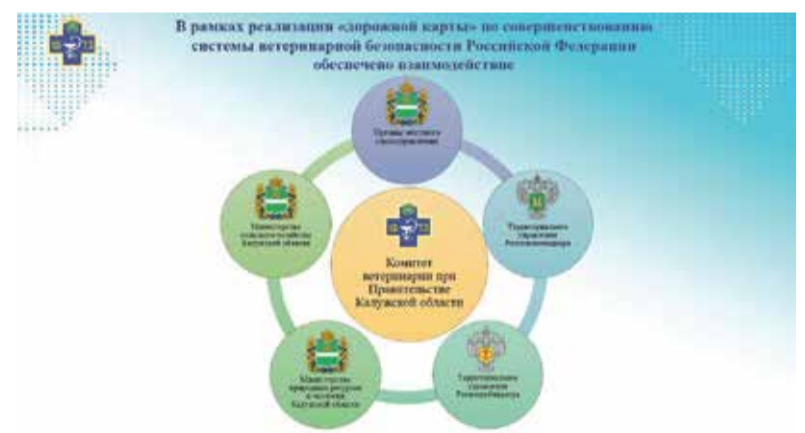 В рамках реализации «дорожной карты» по совершенствованию
системы ветеринарной безопасности Российской Федерации
обеспечено взаимодействие
Органы местного
самоуправления
Министерство
сельского хозяйства
Калужской области
Территориальное
управление
Россельхознадзора
Комитет
ветеринарии при
Правительстве
Калужской области
Министерство
природных ресурсов
и экологии
Калужской области
Территориальное
управление
Роспотребнадзора